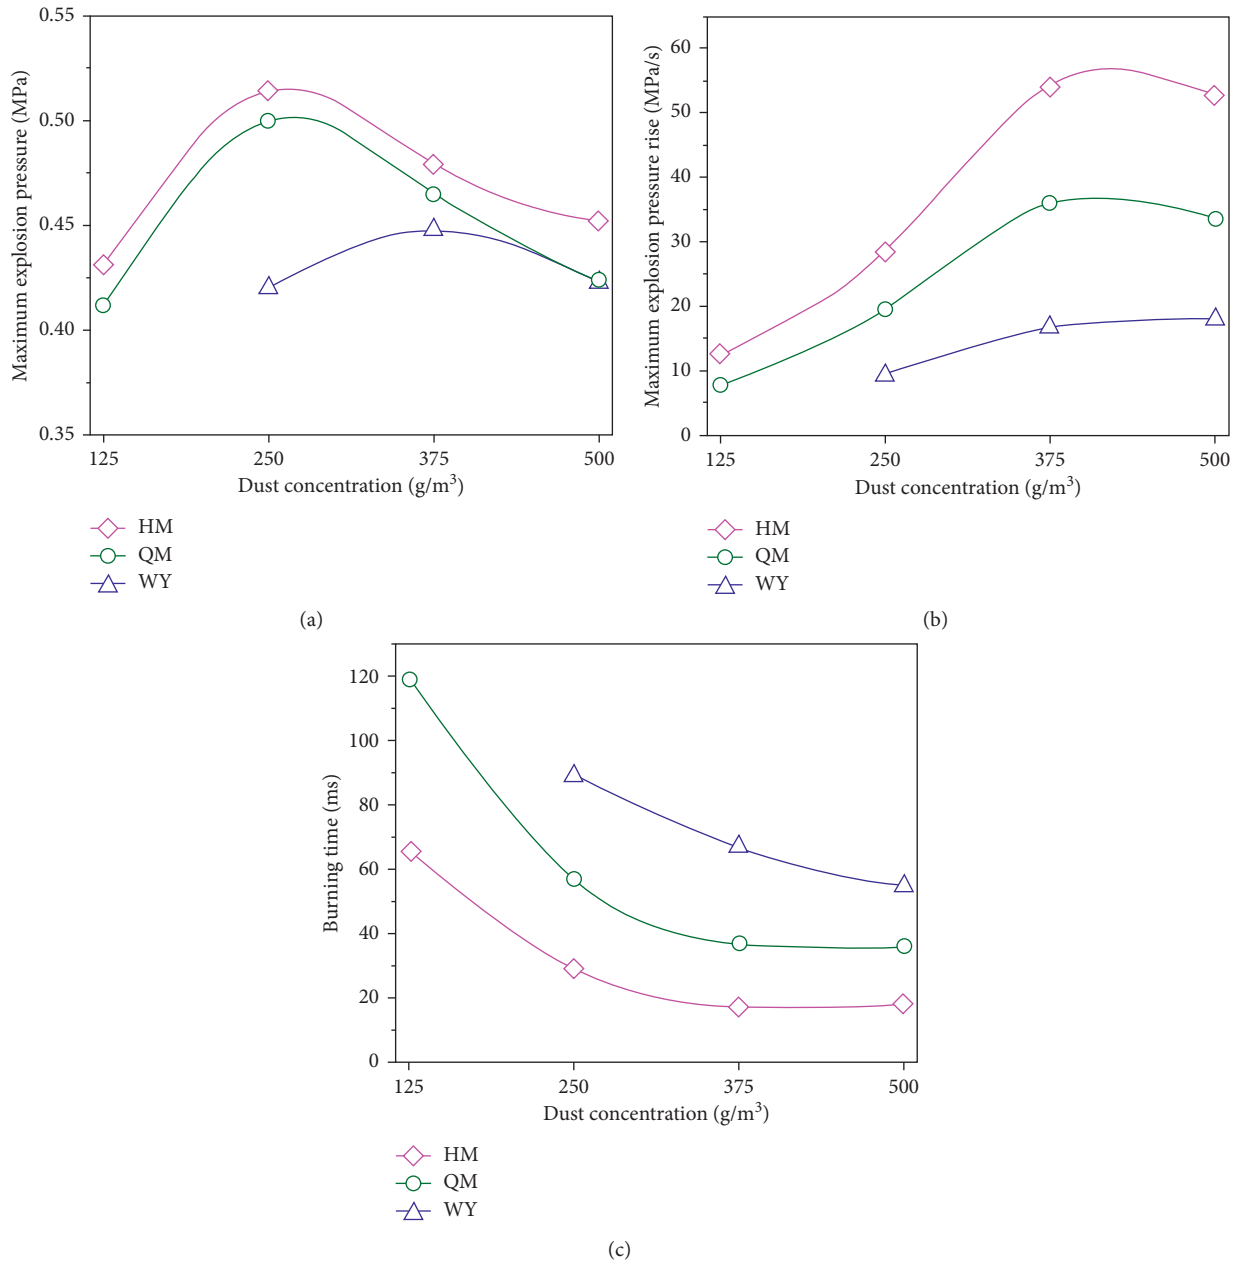 Maximum explosion pressure (MPa)
0.55
0.50
0.45
0.40
0.35
125 250 375 500
Dust concentration (g/m³)
HM
QM
WY
(a)
Maximum explosion pressure rise (MPa/s)
60
50
40
30
20
10
0
125 250 375 500
Dust concentration (g/m³)
HM
QM
WY
(b)
Burning time (ms)
120
100
80
60
40
20
0
125 250 375 500
Dust concentration (g/m³)
HM
QM
WY
(c)